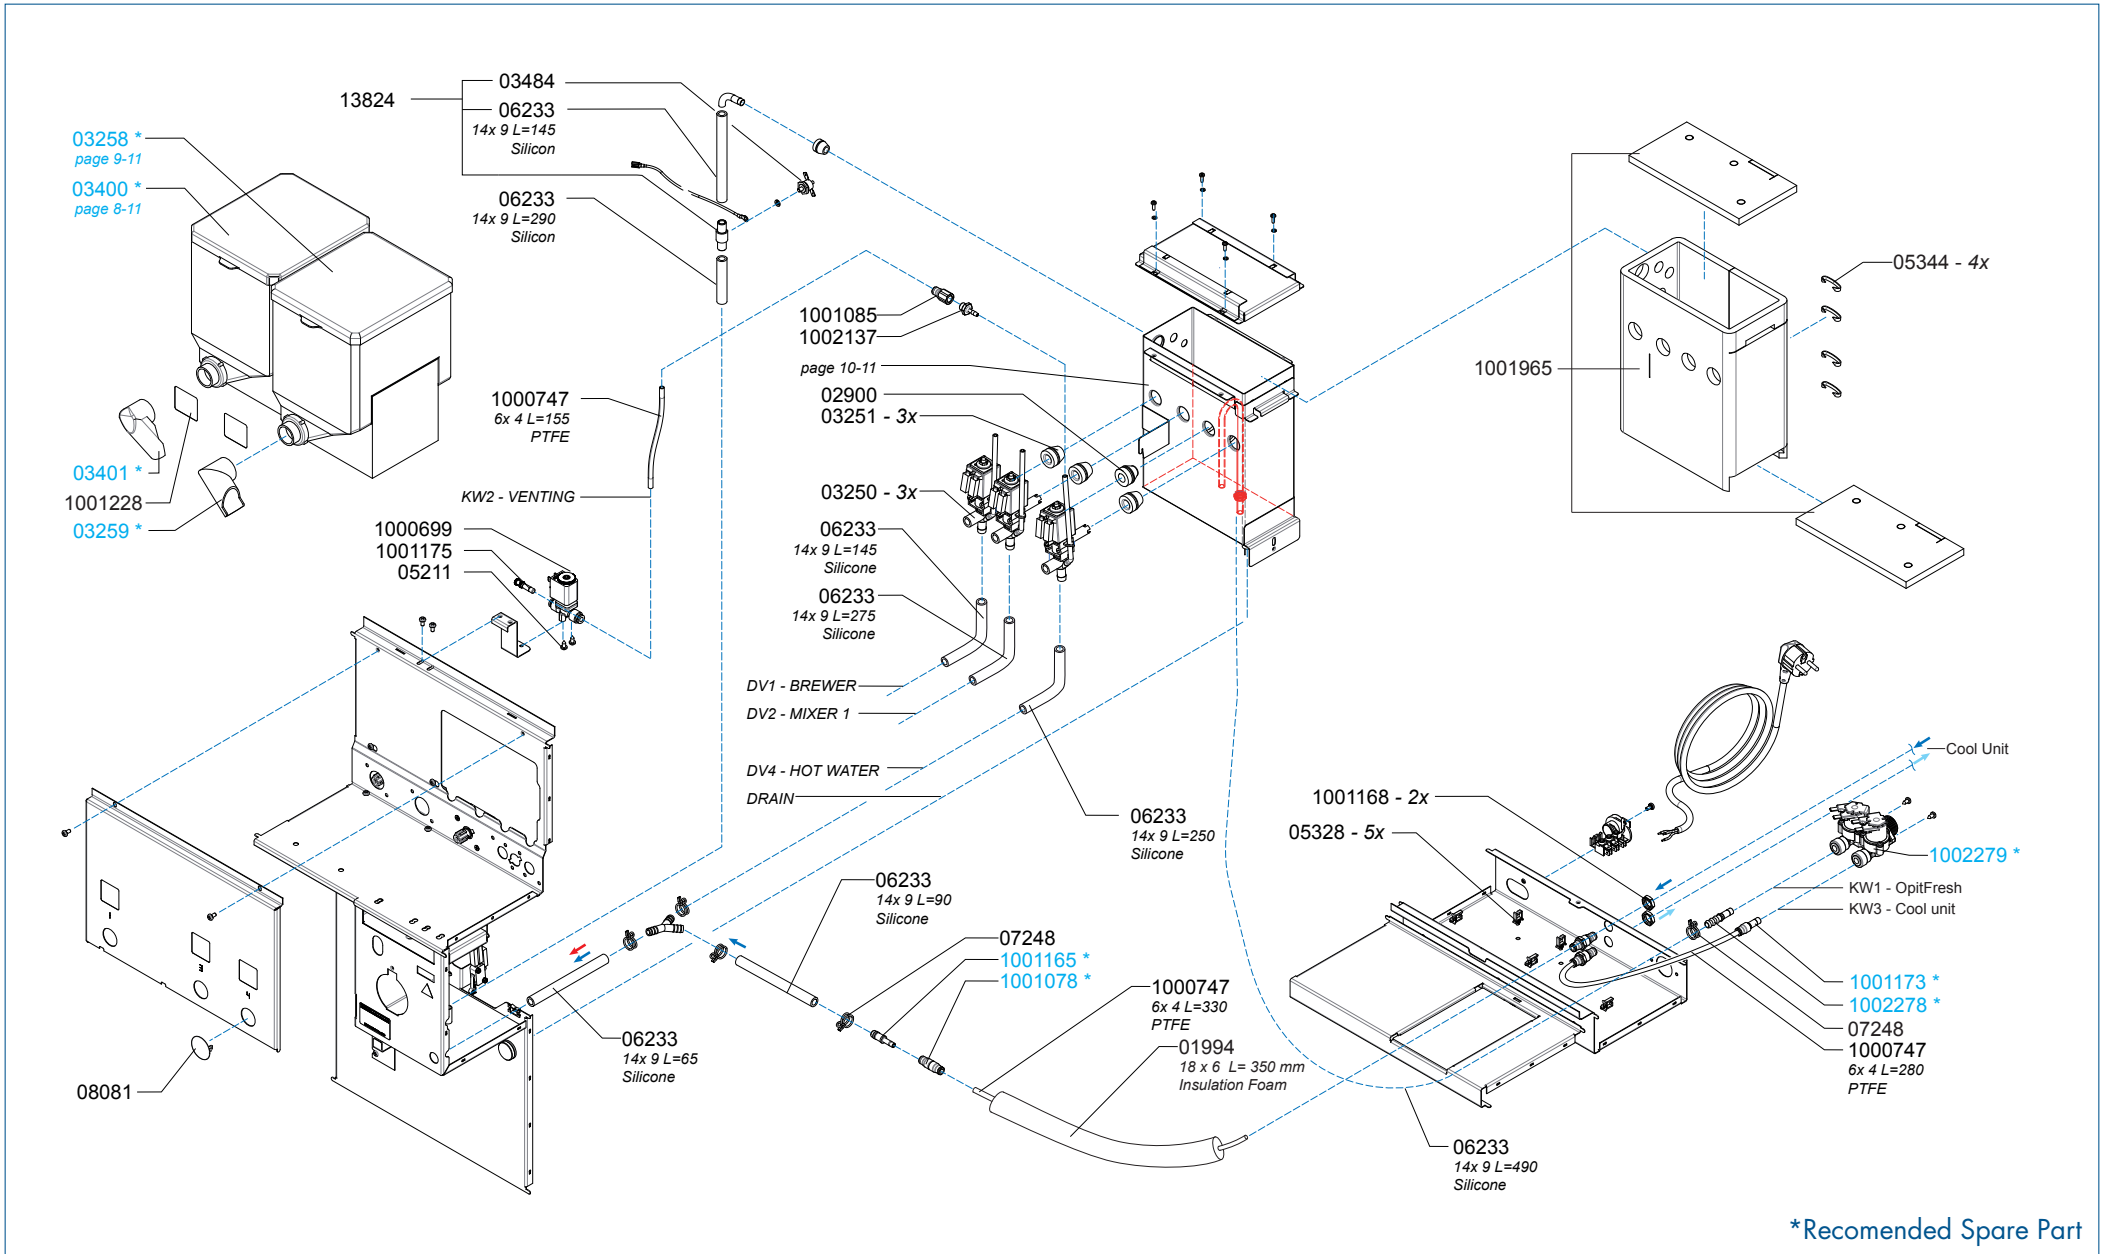 03484
13824
06233
14x 9 L=145
Silicon
03258 *
page 9-11
03400 *
page 8-11
06233
14x 9 L=290
Silicon
05344 - 4x
1001085
1002137
page 10-11
1001965
02900
03251 - 3x
1000747
6x 4 L=155
PTFE
03401 *
1001228
03259 *
KW2 - VENTING
03250 - 3x
1000699
1001175
05211
06233
14x 9 L=145
Silicone
06233
14x 9 L=275
Silicone
DV1 - BREWER
DV2 - MIXER 1
DV4 - HOT WATER
DRAIN
Cool Unit
1001168 - 2x
05328 - 5x
06233
14x 9 L=250
Silicone
1002279 *
KW1 - OpitFresh
KW3 - Cool unit
06233
14x 9 L=90
Silicone
07248
1001165 *
1001078 *
1000747
6x 4 L=330
PTFE
01994
18 x 6 L= 350 mm
Insulation Foam
1001173 *
1002278 *
07248
1000747
6x 4 L=280
PTFE
1
3
4
06233
14x 9 L=65
Silicone
08081
06233
14x 9 L=490
Silicone
*Recomended Spare Part